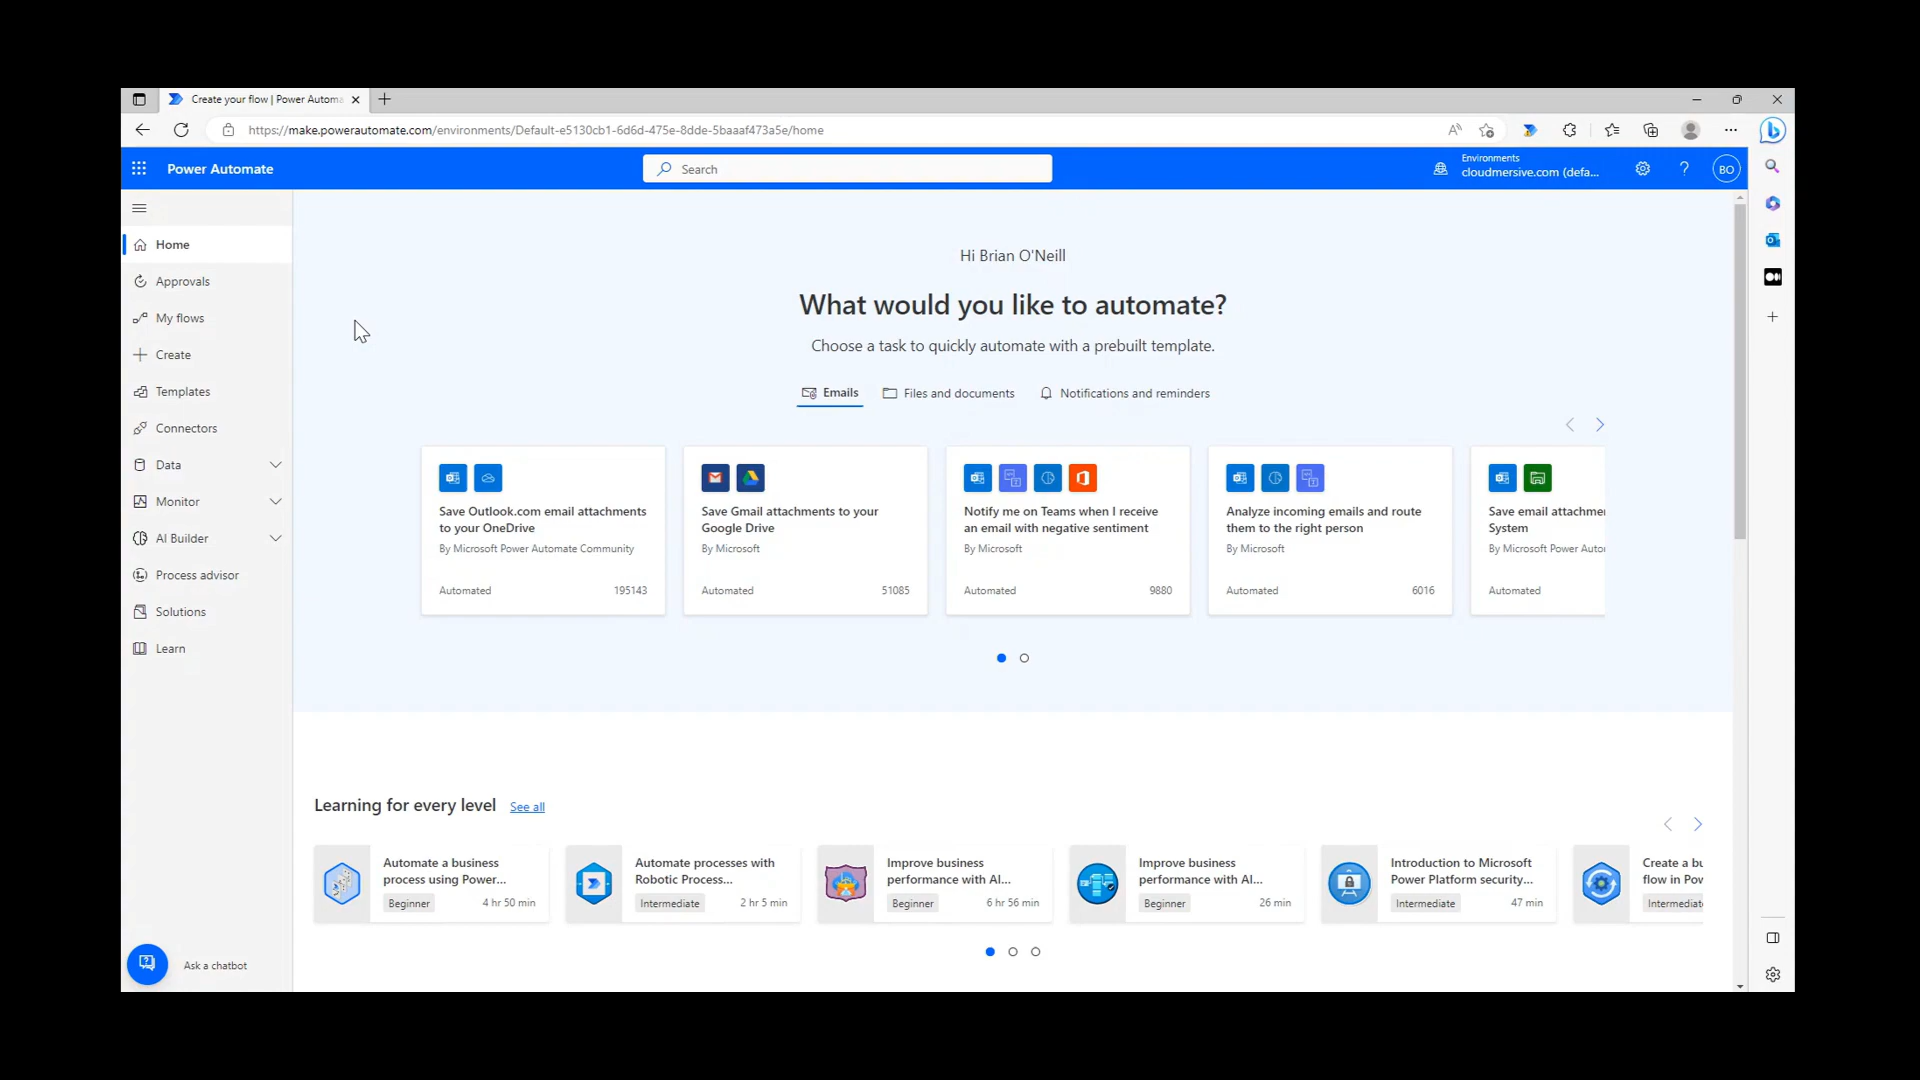 Create your flow | Power Automa
https://make.powerautomate.com/environments/Default-e5130cb1-6d6d-475e-8dde-5baaaf473a5e/home
Power Automate
Search
Environments
cloudmersive.com (defa...
BO
Home
Approvals
My flows
Create
Templates
Connectors
Data
Monitor
AI Builder
Process advisor
Solutions
Learn
Ask a chatbot
Hi Brian O'Neill
What would you like to automate?
Choose a task to quickly automate with a prebuilt template.
Emails
Files and documents
Notifications and reminders
Save Outlook.com email attachments
to your OneDrive
By Microsoft Power Automate Community
Automated 195143
Save Gmail attachments to your
Google Drive
By Microsoft
Automated 51085
Notify me on Teams when I receive
an email with negative sentiment
By Microsoft
Automated 9880
Analyze incoming emails and route
them to the right person
By Microsoft
Automated 6016
Save email attachme
System
By Microsoft Power Auto
Automated
Learning for every level See all
Automate a business
process using Power...
Beginner 4 hr 50 min
Automate processes with
Robotic Process...
Intermediate 2 hr 5 min
Improve business
performance with AI...
Beginner 6 hr 56 min
Improve business
performance with AI...
Beginner 26 min
Introduction to Microsoft
Power Platform security...
Intermediate 47 min
Create a bu
flow in Pow
Intermediate